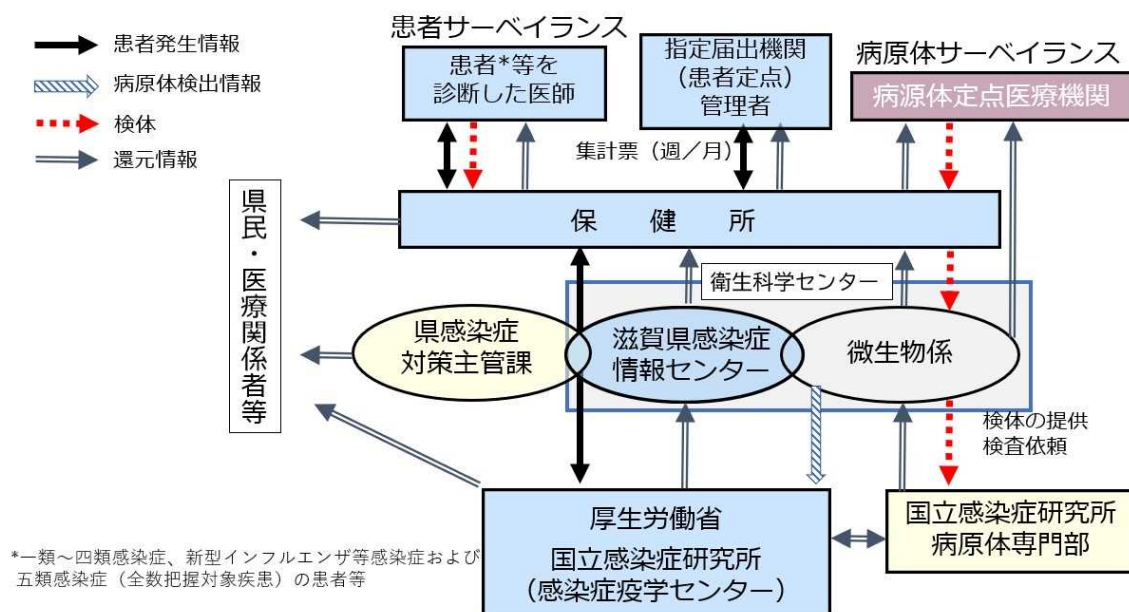 患者発生情報
病原体検出情報
検体
還元情報
患者サーベイランス
患者*等を
診断した医師
指定届出機関
(患者定点)
管理者
病原体サーベイランス
病源体定点医療機関
集計票(週/月)
保 健 所
県民・医療関係者等
衛生科学センター
県感染症
対策主管課
滋賀県感染症
情報センター
微生物係
検体の提供
検査依頼
厚生労働省
国立感染症研究所
(感染症疫学センター)
国立感染症研究所
病原体専門部
*一類~四類感染症、新型インフルエンザ等感染症および
五類感染症(全数把握対象疾患)の患者等